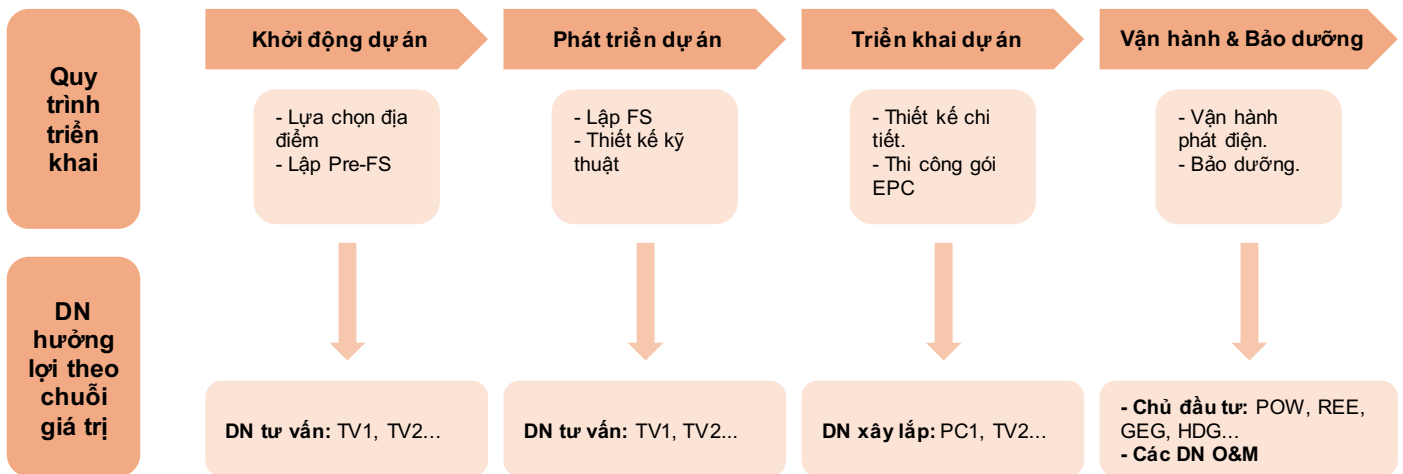 Khởi động dự án
Phát triển dự án
Triển khai dự án
Vận hành & Bảo dưỡng
Quy
trình
triển
khai
- Lựa chọn địa
điểm
- Lập Pre-FS
- Lập FS
- Thiết kế kỹ
thuật
- Thiết kế chi
tiết.
- Thi công gói
EPC
- Vận hành
phát điện.
- Bảo dưỡng.
DN
hưởng
lợi theo
chuỗi
giá trị
DN tư vấn: TV1, TV2...
DN tư vấn: TV1, TV2...
DN xây lắp: PC1, TV2...
- Chủ đầu tư: POW, REE,
GEG, HDG...
- Các DN O&M